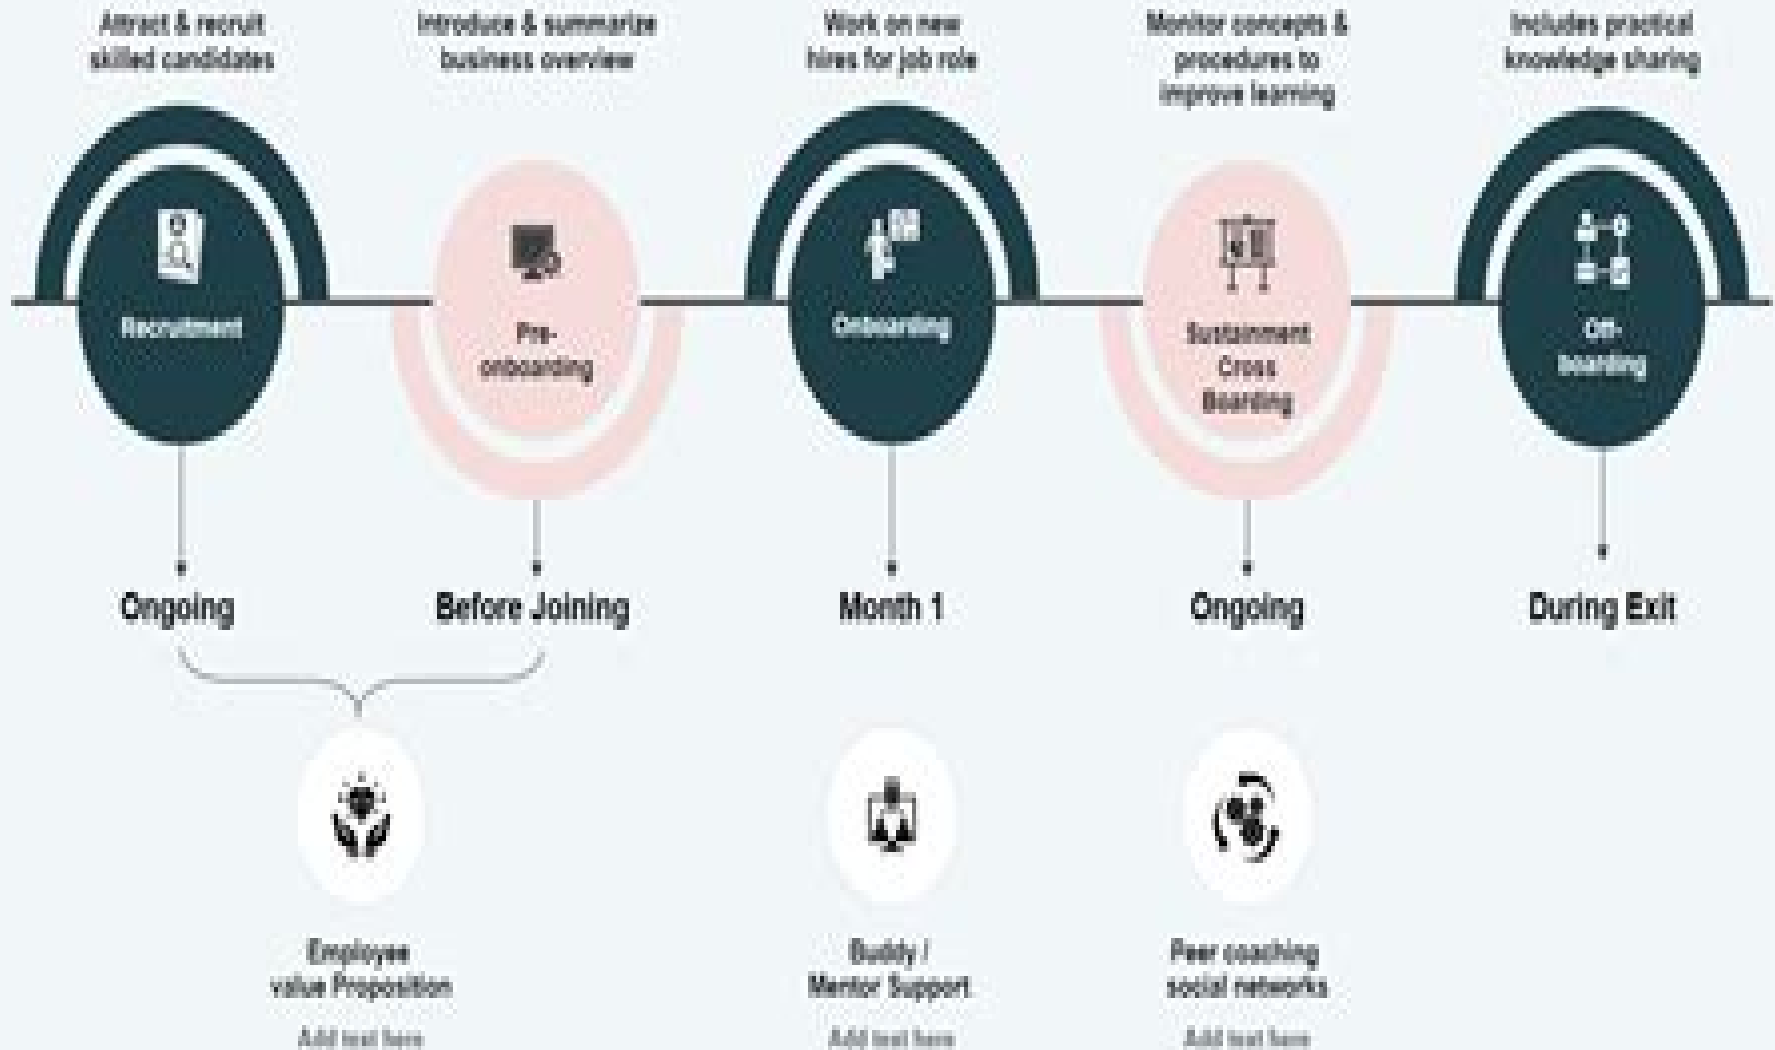 Attract & recruit
skilled candidates
Introduce & summarize
business overview
Work on new
hires for job role
Monitor concepts &
procedures to
improve learning
Includes practical
knowledge sharing
Recruitment
Pre-
onboarding
Onboarding
Sustainment
Cross
Boarding
Off-
boarding
Ongoing
Before Joining
Month 1
Ongoing
During Exit
Employee
value Proposition
Add text here
Buddy /
Mentor Support
Add text here
Peer coaching
social networks
Add text here